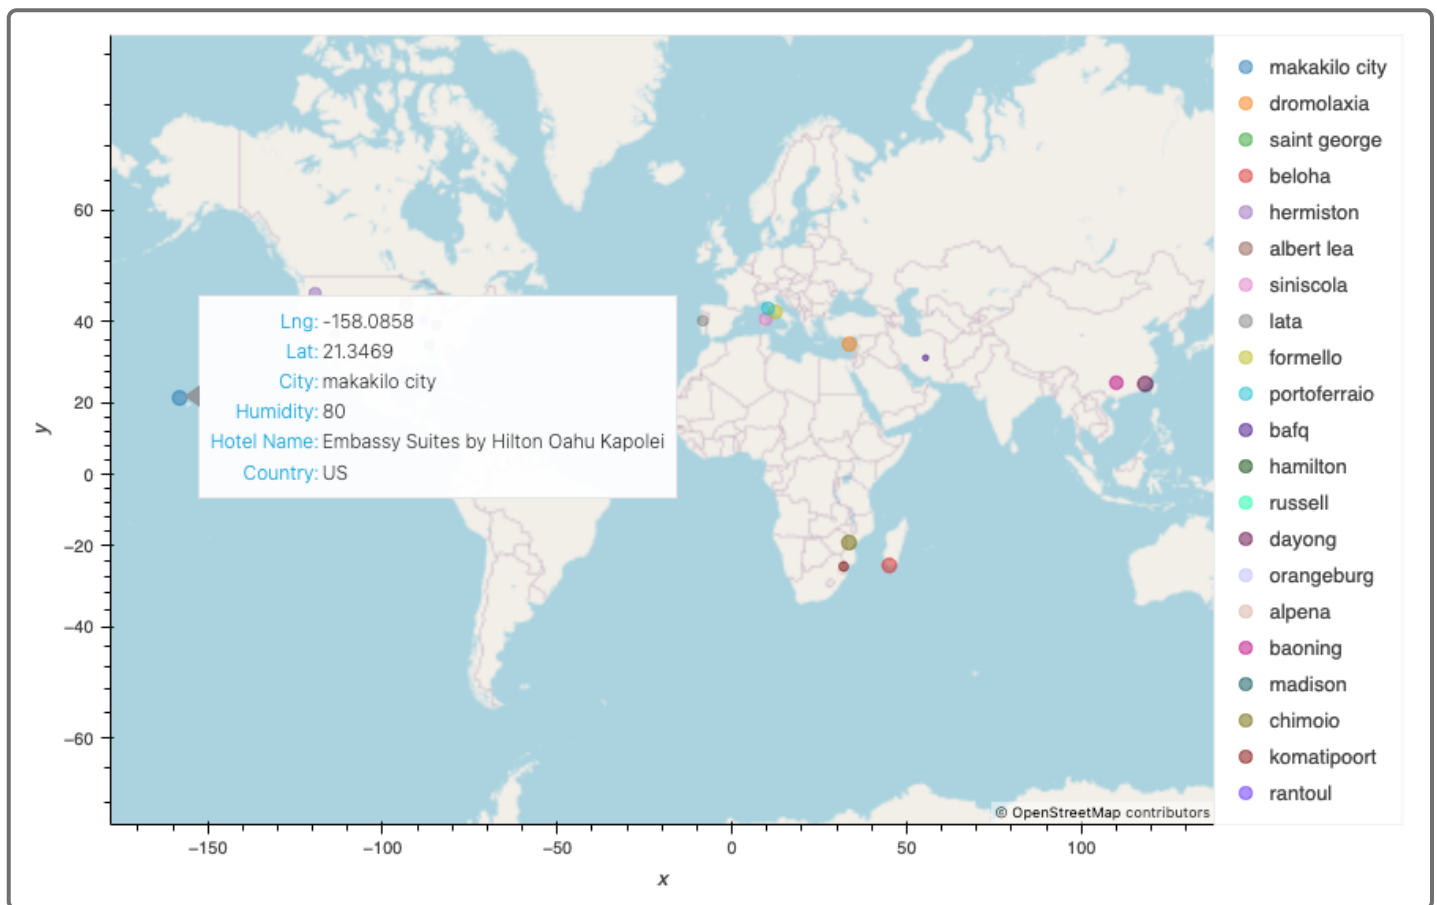 Lng: -158.0858
Lat: 21.3469
City: makakilo city
Humidity: 80
Hotel Name: Embassy Suites by Hilton Oahu Kapolei
Country: US
60
40
20
0
−20
−40
−60
y
−150
−100
−50
0
50
100
x
© OpenStreetMap contributors
makakilo city
dromolaxia
saint george
beloha
hermiston
albert lea
siniscola
lata
formello
portoferraio
bafq
hamilton
russell
dayong
orangeburg
alpena
baoning
madison
chimoio
komatipoort
rantoul